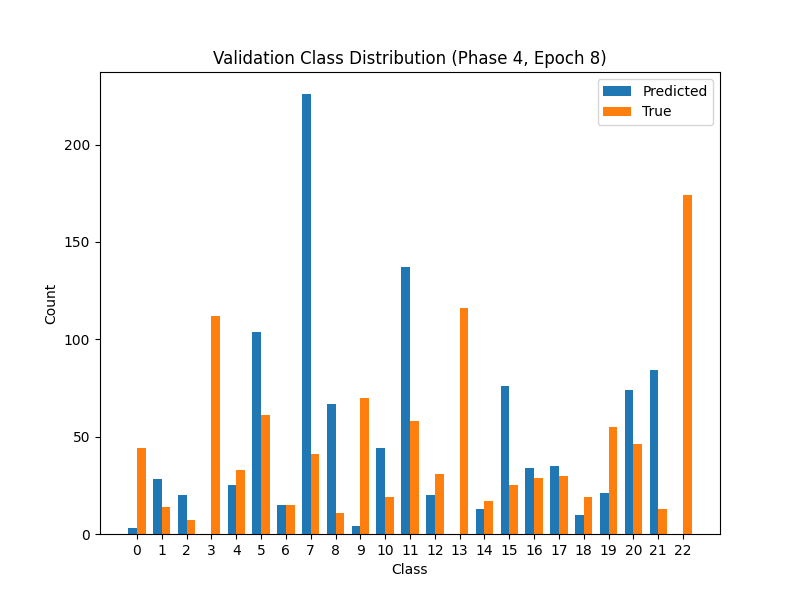 Validation Class Distribution (Phase 4, Epoch 8)
Predicted
True
200
150
100
50
0
Count
0 1 2 3 4 5 6 7 8 9 10 11 12 13 14 15 16 17 18 19 20 21 22
Class